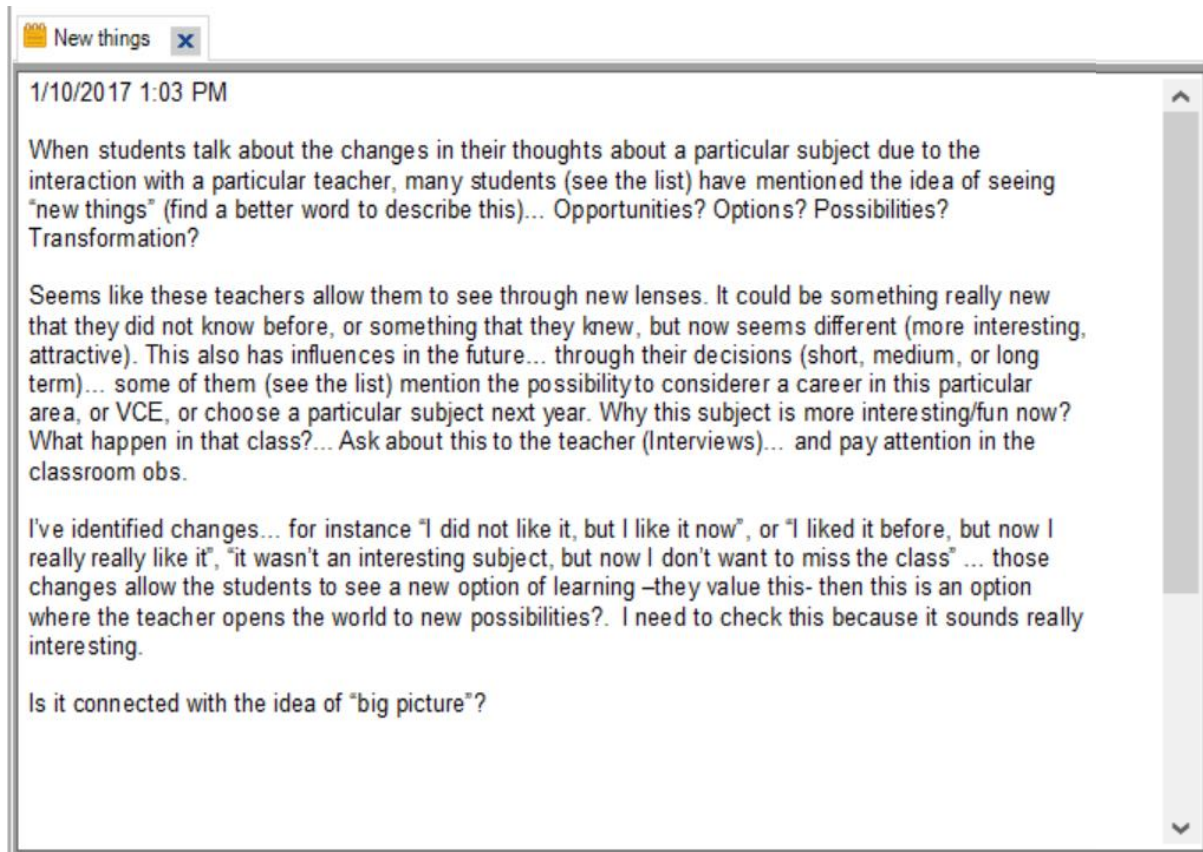 New things
1/10/2017 1:03 PM
When students talk about the changes in their thoughts about a particular subject due to the
interaction with a particular teacher, many students (see the list) have mentioned the idea of seeing
“new things” (find a better word to describe this)... Opportunities? Options? Possibilities?
Transformation?
Seems like these teachers allow them to see through new lenses. It could be something really new
that they did not know before, or something that they knew, but now seems different (more interesting,
attractive). This also has influences in the future... through their decisions (short, medium, or long
term)... some of them (see the list) mention the possibility to considerer a career in this particular
area, or VCE, or choose a particular subject next year. Why this subject is more interesting/fun now?
What happen in that class?... Ask about this to the teacher (Interviews)... and pay attention in the
classroom obs.
I've identified changes... for instance “I did not like it, but I like it now”, or “I liked it before, but now I
really really like it”, “it wasn't an interesting subject, but now I don't want to miss the class” ... those
changes allow the students to see a new option of learning –they value this- then this is an option
where the teacher opens the world to new possibilities?. I need to check this because it sounds really
interesting.
Is it connected with the idea of “big picture”?